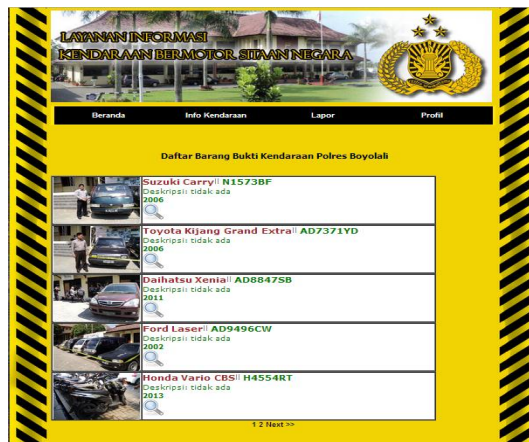 LAYANAN INFORMASI
KENDARAAN BERMOTOR SITAAN NEGARA
Beranda Info Kendaraan Lapor Profil
Daftar Barang Bukti Kendaraan Polres Boyolali
Suzuki Carry|| N1573BF
Deskripsi: tidak ada
2006
Toyota Kijang Grand Extra|| AD7371YD
Deskripsi: tidak ada
2006
Daihatsu Xenia|| AD8847SB
Deskripsi: tidak ada
2011
Ford Laser|| AD9496CW
Deskripsi: tidak ada
2002
Honda Vario CBS|| H4554RT
Deskripsi: tidak ada
2013
1 2 Next >>